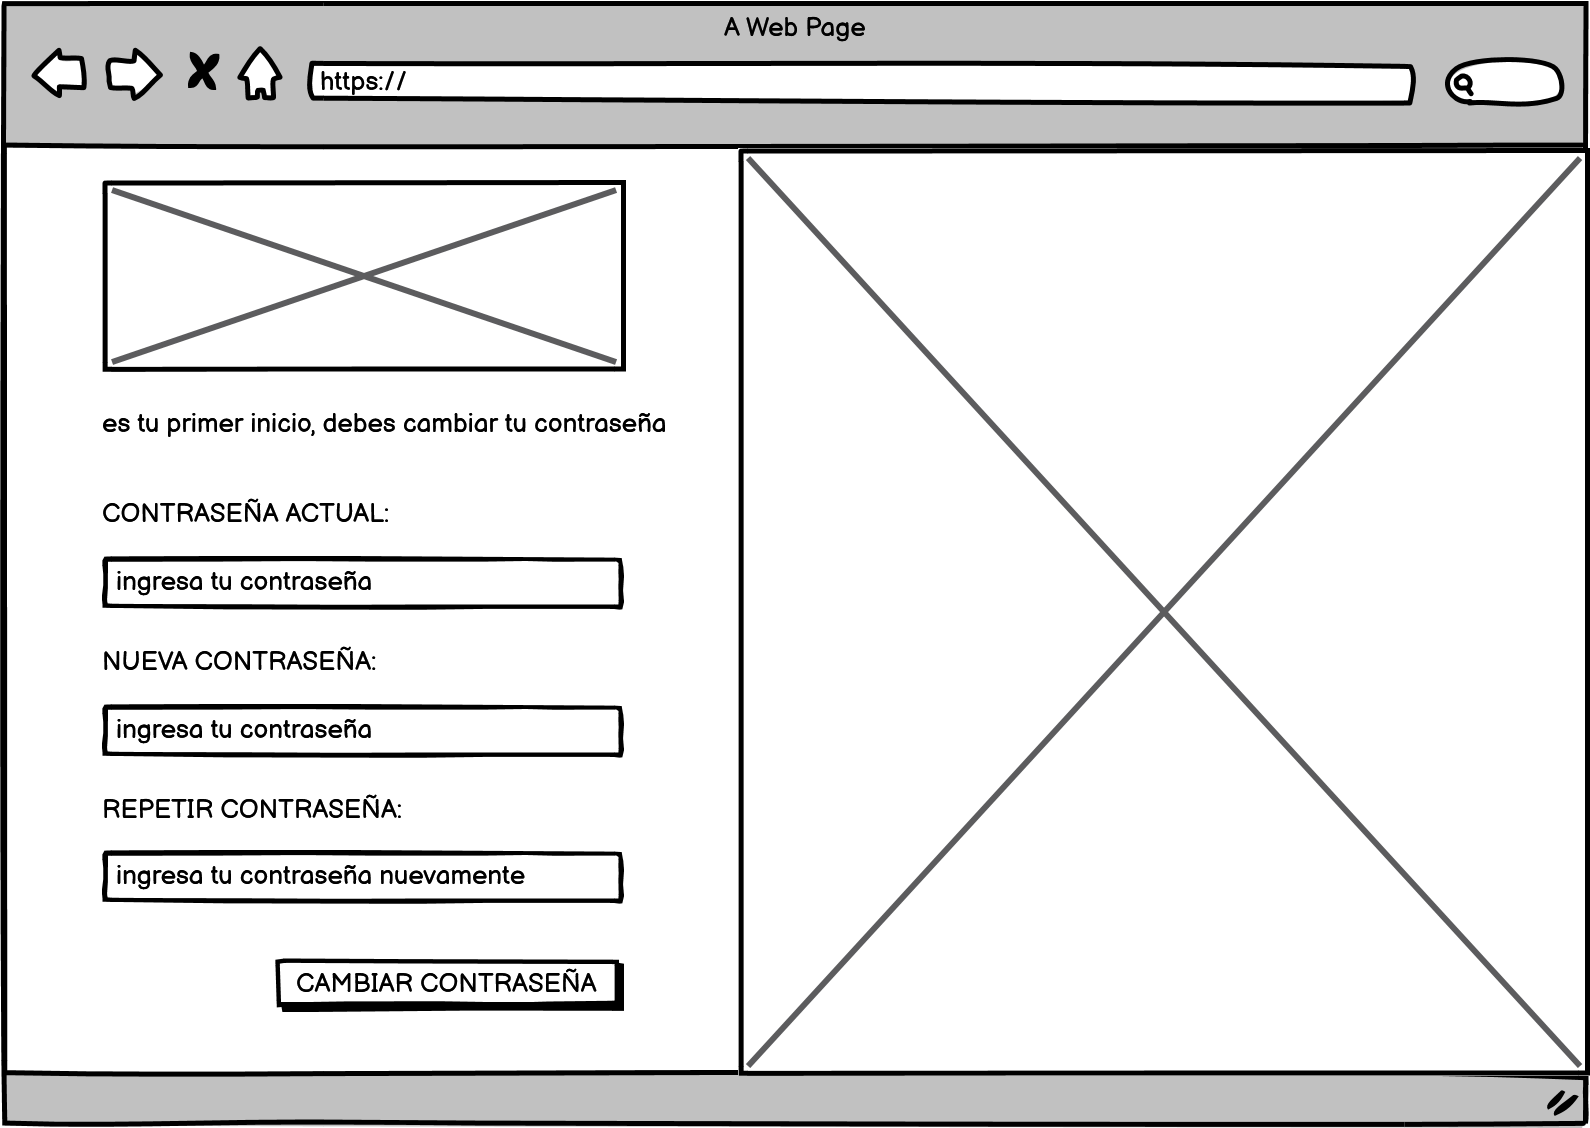 A Web Page
https://
es tu primer inicio, debes cambiar tu contraseña
CONTRASEÑA ACTUAL:
ingresa tu contraseña
NUEVA CONTRASEÑA:
ingresa tu contraseña
REPETIR CONTRASEÑA:
ingresa tu contraseña nuevamente
CAMBIAR CONTRASEÑA